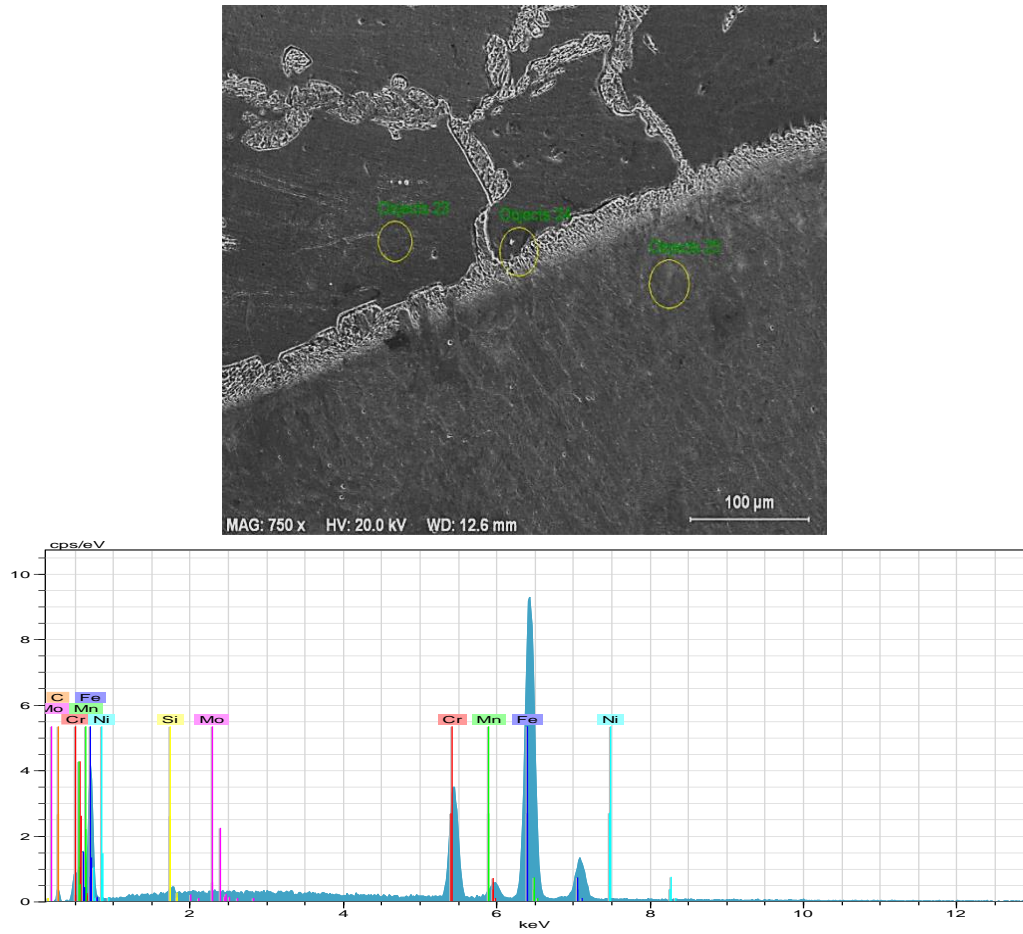 Objects 23
Objects 24
MAG: 750 x HV: 20.0 kV WD: 12.6 mm
100 µm
cps/eV
10
8
6
4
2
0
C Fe
Mo Mn
Cr Ni Si Mo Cr Mn Fe Ni
2 4 6 8 10 12
keV